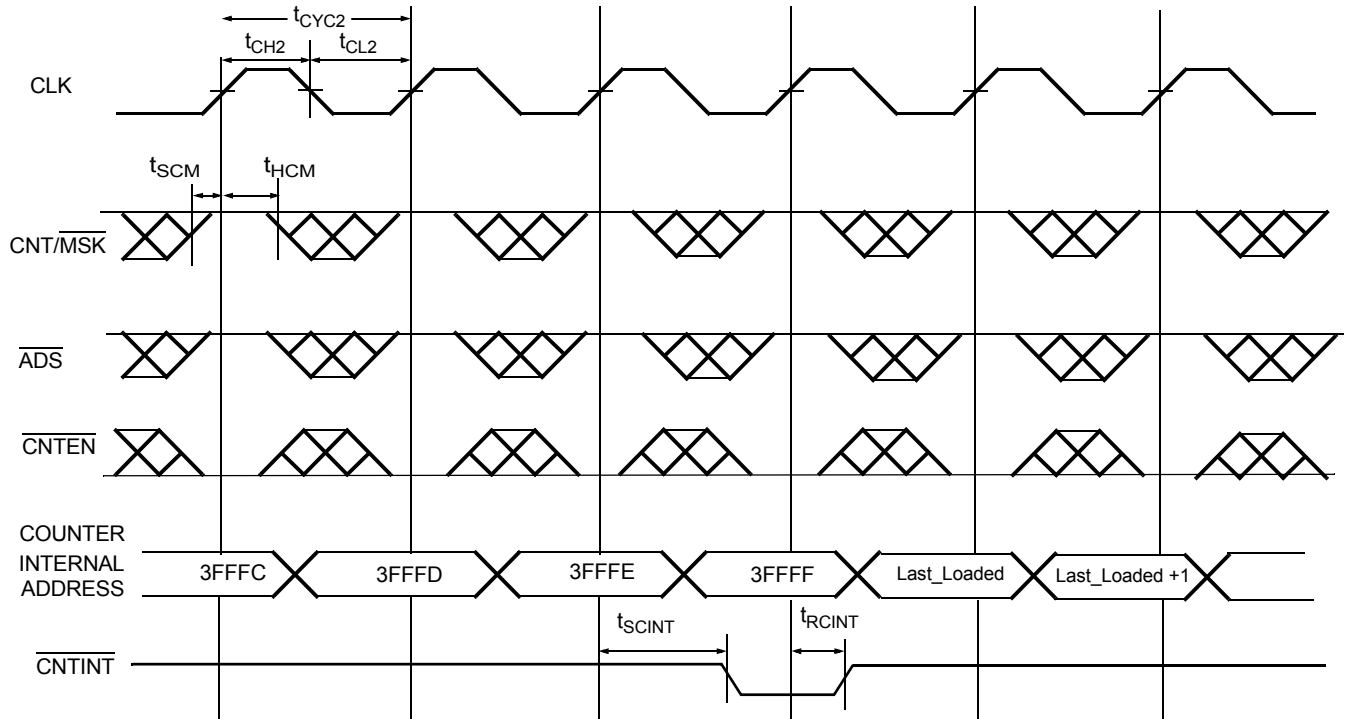 tCYC2
tCH2 tCL2
CLK
tSCM tHCM
CNT/MSK
ADS
CNTEN
COUNTER
INTERNAL
ADDRESS
3FFFC 3FFFD 3FFFE 3FFFF Last_Loaded Last_Loaded +1
tSCINT tRCINT
CNTINT